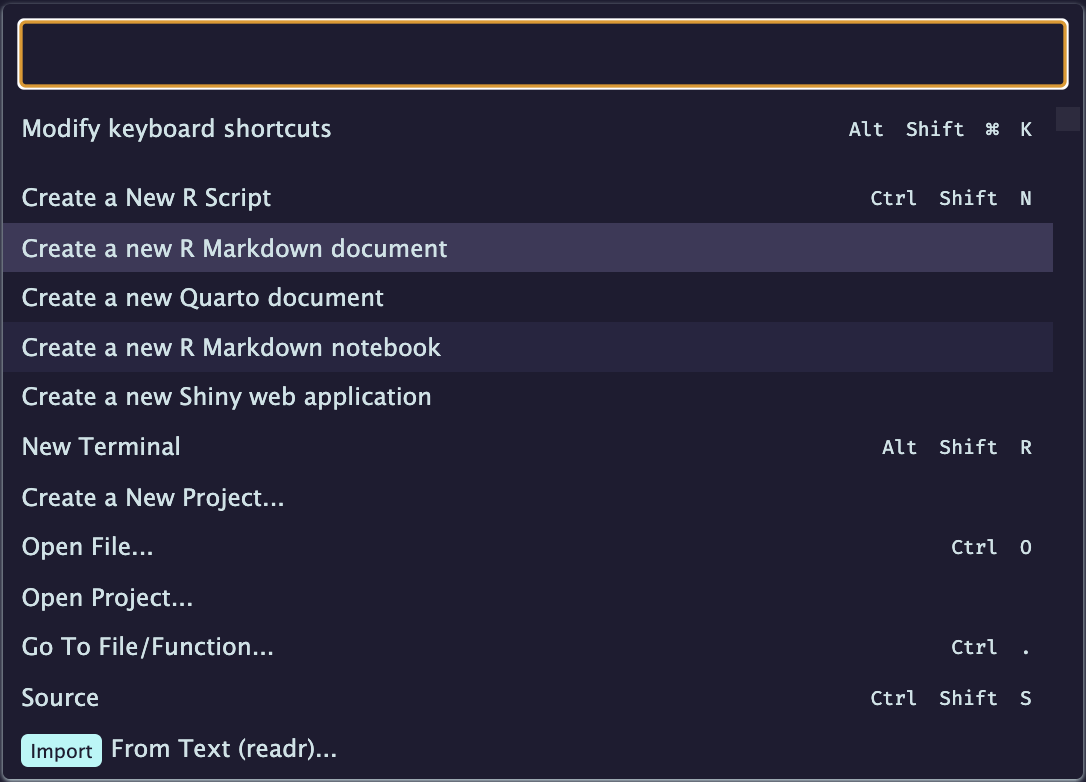 Modify keyboard shortcuts Alt Shift ⌘ K
Create a New R Script Ctrl Shift N
Create a new R Markdown document
Create a new Quarto document
Create a new R Markdown notebook
Create a new Shiny web application
New Terminal Alt Shift R
Create a New Project...
Open File... Ctrl O
Open Project...
Go To File/Function... Ctrl .
Source Ctrl Shift S
Import From Text (readr)...